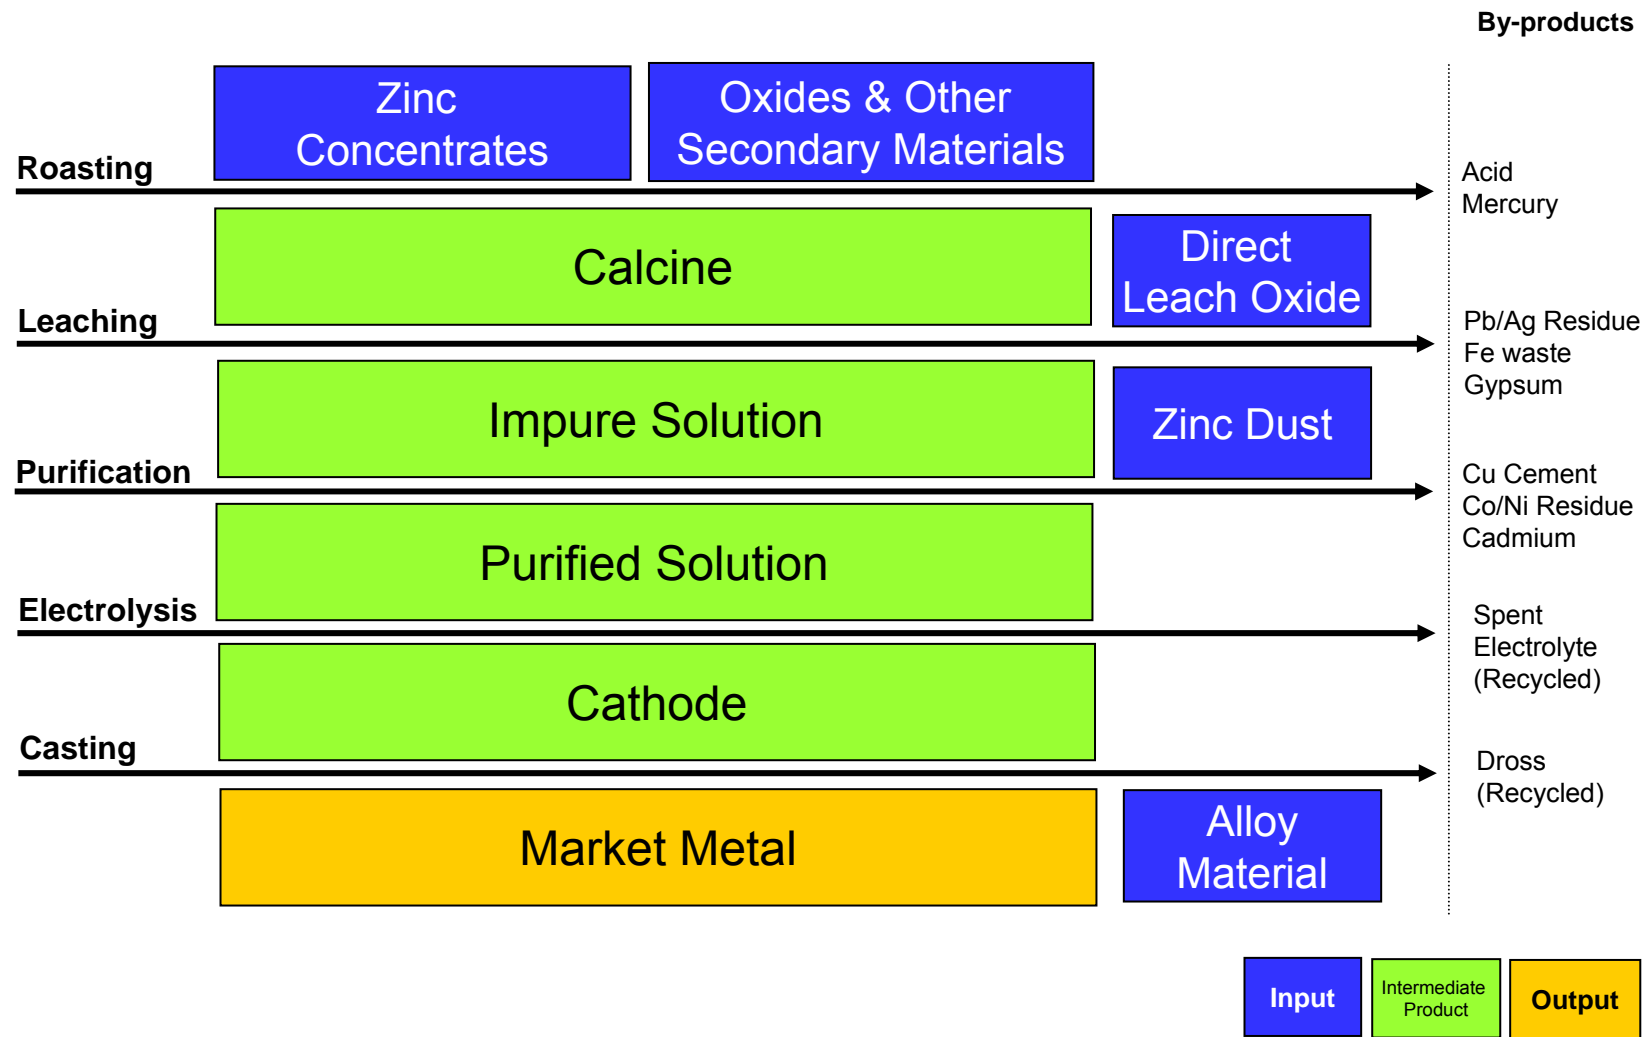 By-products
Zinc
Concentrates
Oxides & Other
Secondary Materials
Roasting
Acid
Mercury
Calcine
Direct
Leach Oxide
Leaching
Pb/Ag Residue
Fe waste
Gypsum
Impure Solution
Zinc Dust
Purification
Cu Cement
Co/Ni Residue
Cadmium
Purified Solution
Electrolysis
Spent
Electrolyte
(Recycled)
Cathode
Casting
Dross
(Recycled)
Market Metal
Alloy
Material
Input
Intermediate
Product
Output